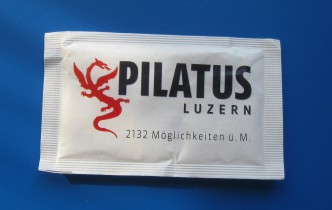 PILATUS
LUZERN
2132 Möglichkeiten ü. M.